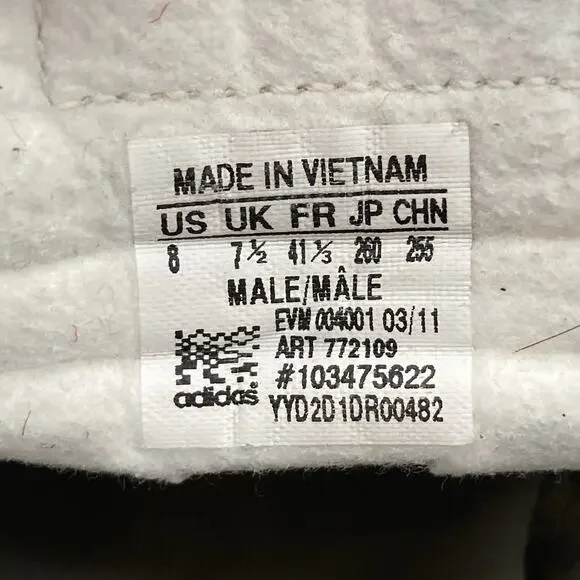 MADE IN VIETNAM
US UK FR JP CHN
8 7½ 41⅓ 260 255
MALE/MÂLE
EVM 004001 03/11
ART 772109
#103475622
adidas
YYD2D1DR00482